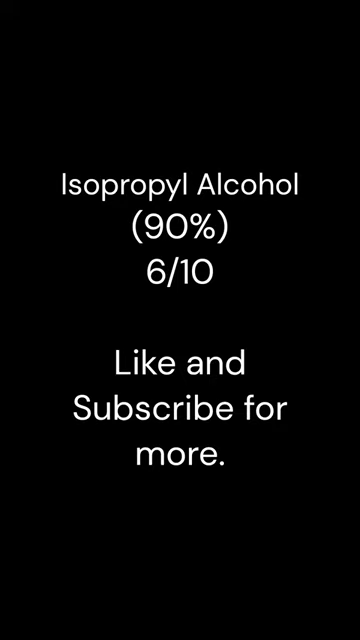 Isopropyl Alcohol
(90%)
6/10
Like and
Subscribe for
more.